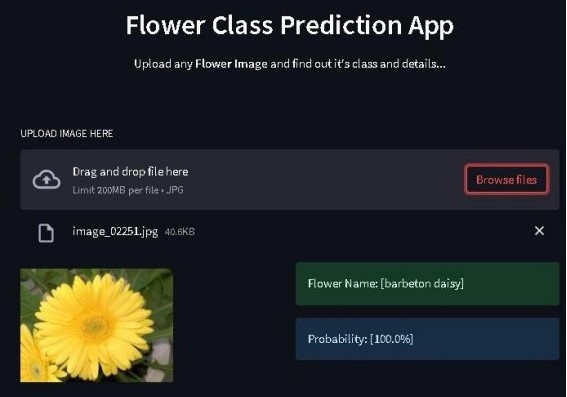 Flower Class Prediction App
Upload any Flower Image and find out it's class and details...
UPLOAD IMAGE HERE
Drag and drop file here
Limit 200MB per file • JPG
Browse files
image_02251.jpg 40.6KB
Flower Name: [barbeton daisy]
Probability: [100.0%]